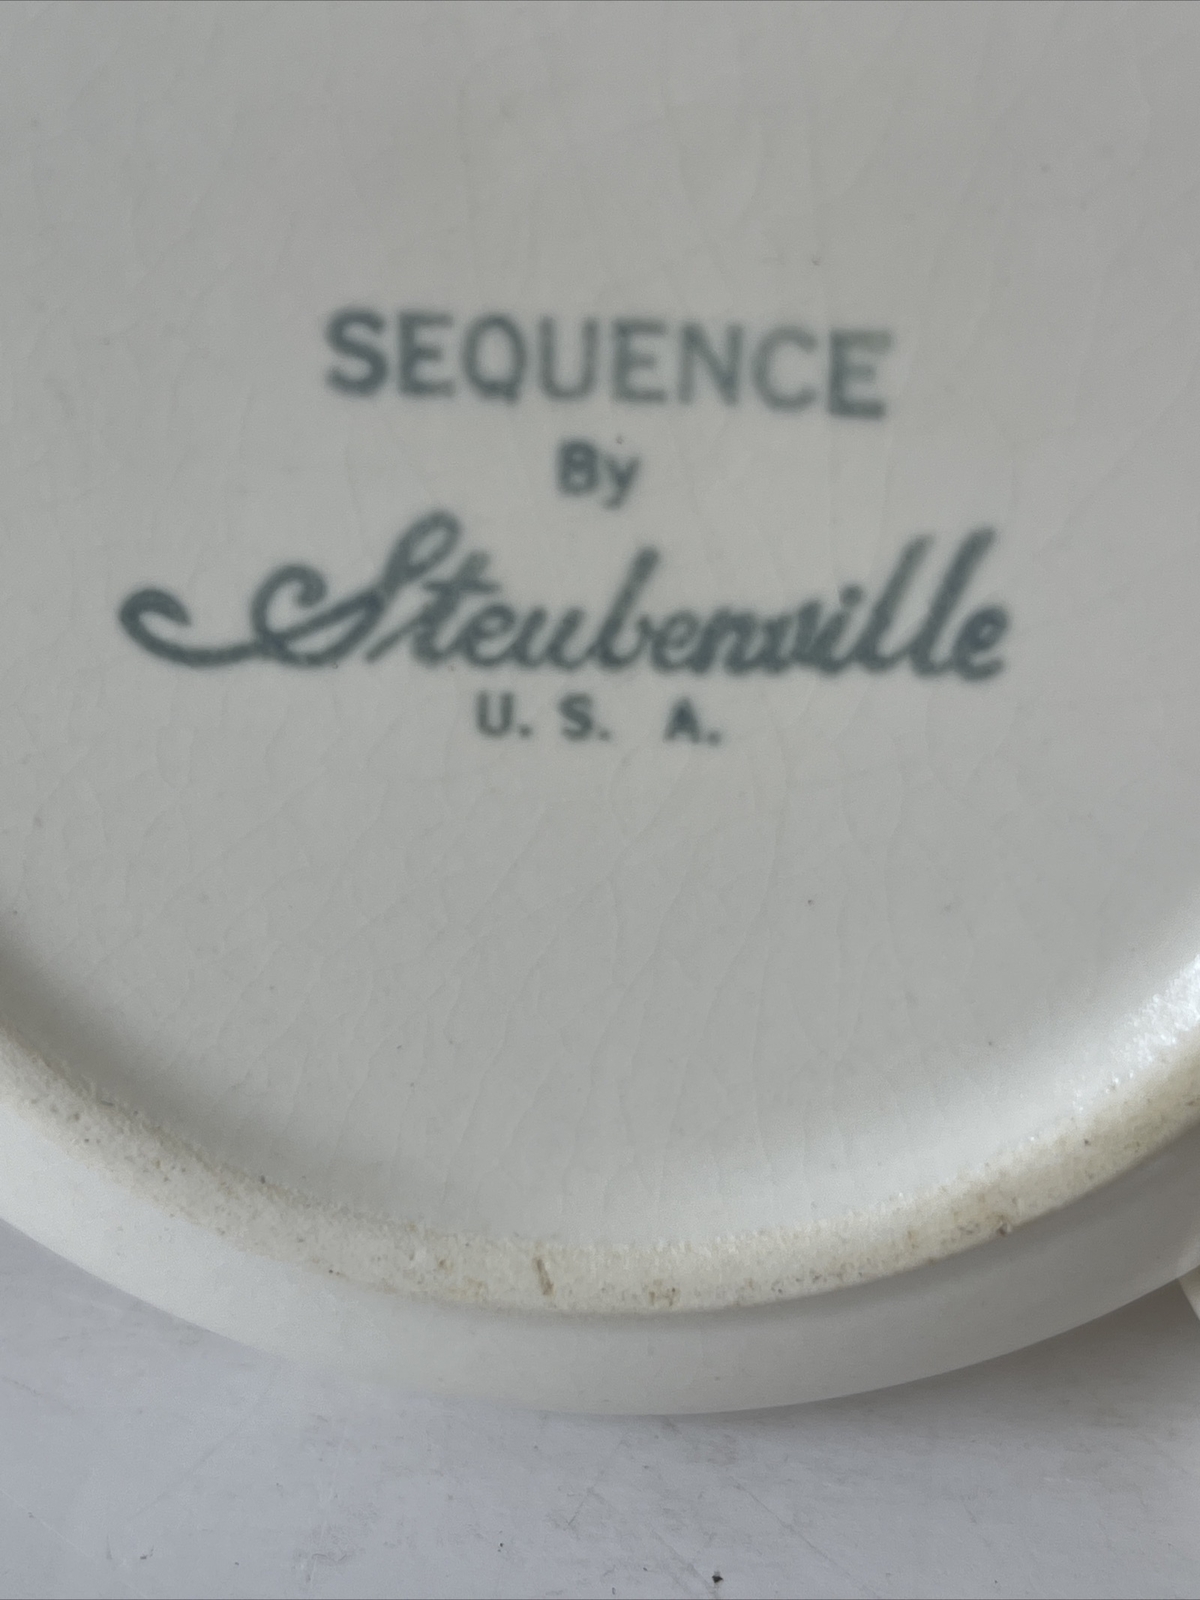 SEQUENCE
By
Steubenville
U. S. A.